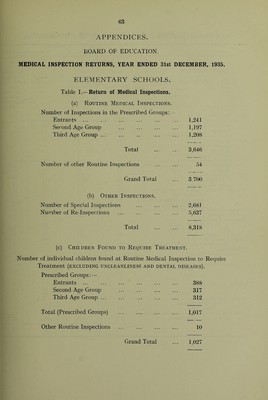 63
APPENDICES.
BOARD OF EDUCATION
MEDICAL INSPECTION RETURNS, YEAR ENDED 31st DECEMBER, 1935.
ELEMENTARY SCHOOLS.
Table 1.—Return of Medical Inspections.
(a) ROUTINE MEDICAL INSPECTIONS.
Number of Inspections in the Prescribed Groups:
Entrants ... ... ... ... ... ... 1,241
Second Age Group ... ... ... ... 1,197
Third Age Group ... ... ... ... ... 1,208
Total ... 3,646
Number of other Routine Inspections ... ... 54
Grand Total ... 3 700
(b) OTHER INSPECTIONS.
Number of Special Inspections ... ... ... 2,681
Number of Re-Inspections ... ... ... ... 5,637
Total ... 8,318
(c) CHILDREN FOUND TO REQUIRE TREATMENT.
Number of individual children found at Routine Medical Inspection to Require
Treatment (EXCLUDING UNCLEANLINESS AND DENTAL DISEASES).
Prescribed Groups:—
Entrants ... ... ... ... ... ... 388
Second Age Group ... ... ... ... 317
Third Age Group ... ... ... ... ... 312
Total (Prescribed Groups) ... ... ... 1,017
Other Routine Inspections ... ... ... ... 10
Grand Total ... 1,027